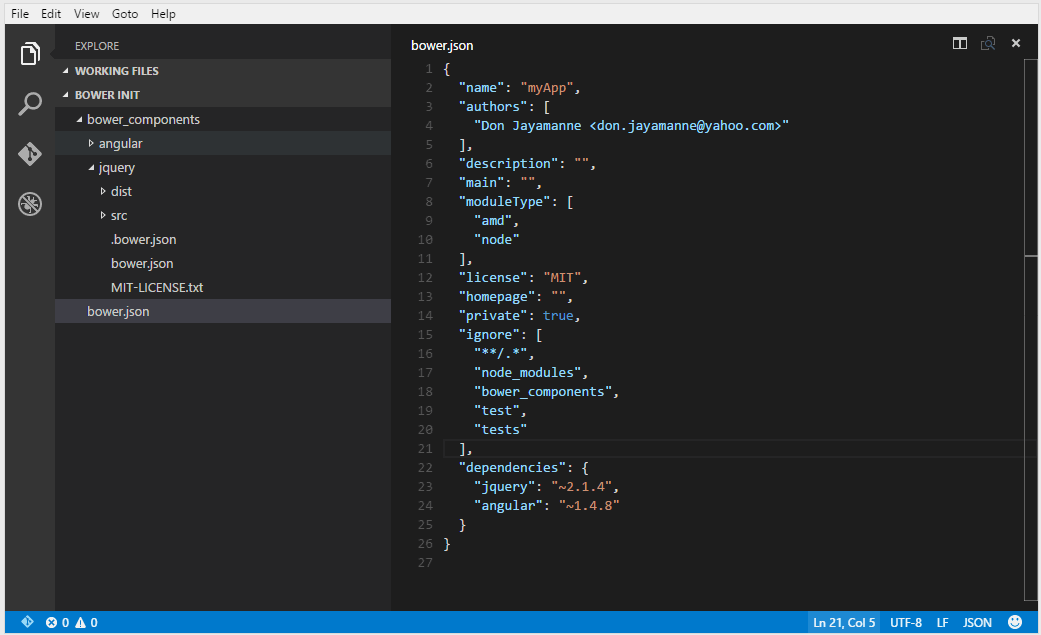 File Edit View Goto Help
EXPLORE
WORKING FILES
BOWER INIT
bower_components
angular
jquery
dist
src
.bower.json
bower.json
MIT-LICENSE.txt
bower.json
bower.json
1 {
2 "name": "myApp",
3 "authors": [
4 "Don Jayamanne <don.jayamanne@yahoo.com>"
5 ],
6 "description": "",
7 "main": "",
8 "moduleType": [
9 "amd",
10 "node"
11 ],
12 "license": "MIT",
13 "homepage": "",
14 "private": true,
15 "ignore": [
16 "**/.*",
17 "node_modules",
18 "bower_components",
19 "test",
20 "tests"
21 ],
22 "dependencies": {
23 "jquery": "~2.1.4",
24 "angular": "~1.4.8"
25 }
26 }
27
0 0 Ln 21, Col 5 UTF-8 LF JSON